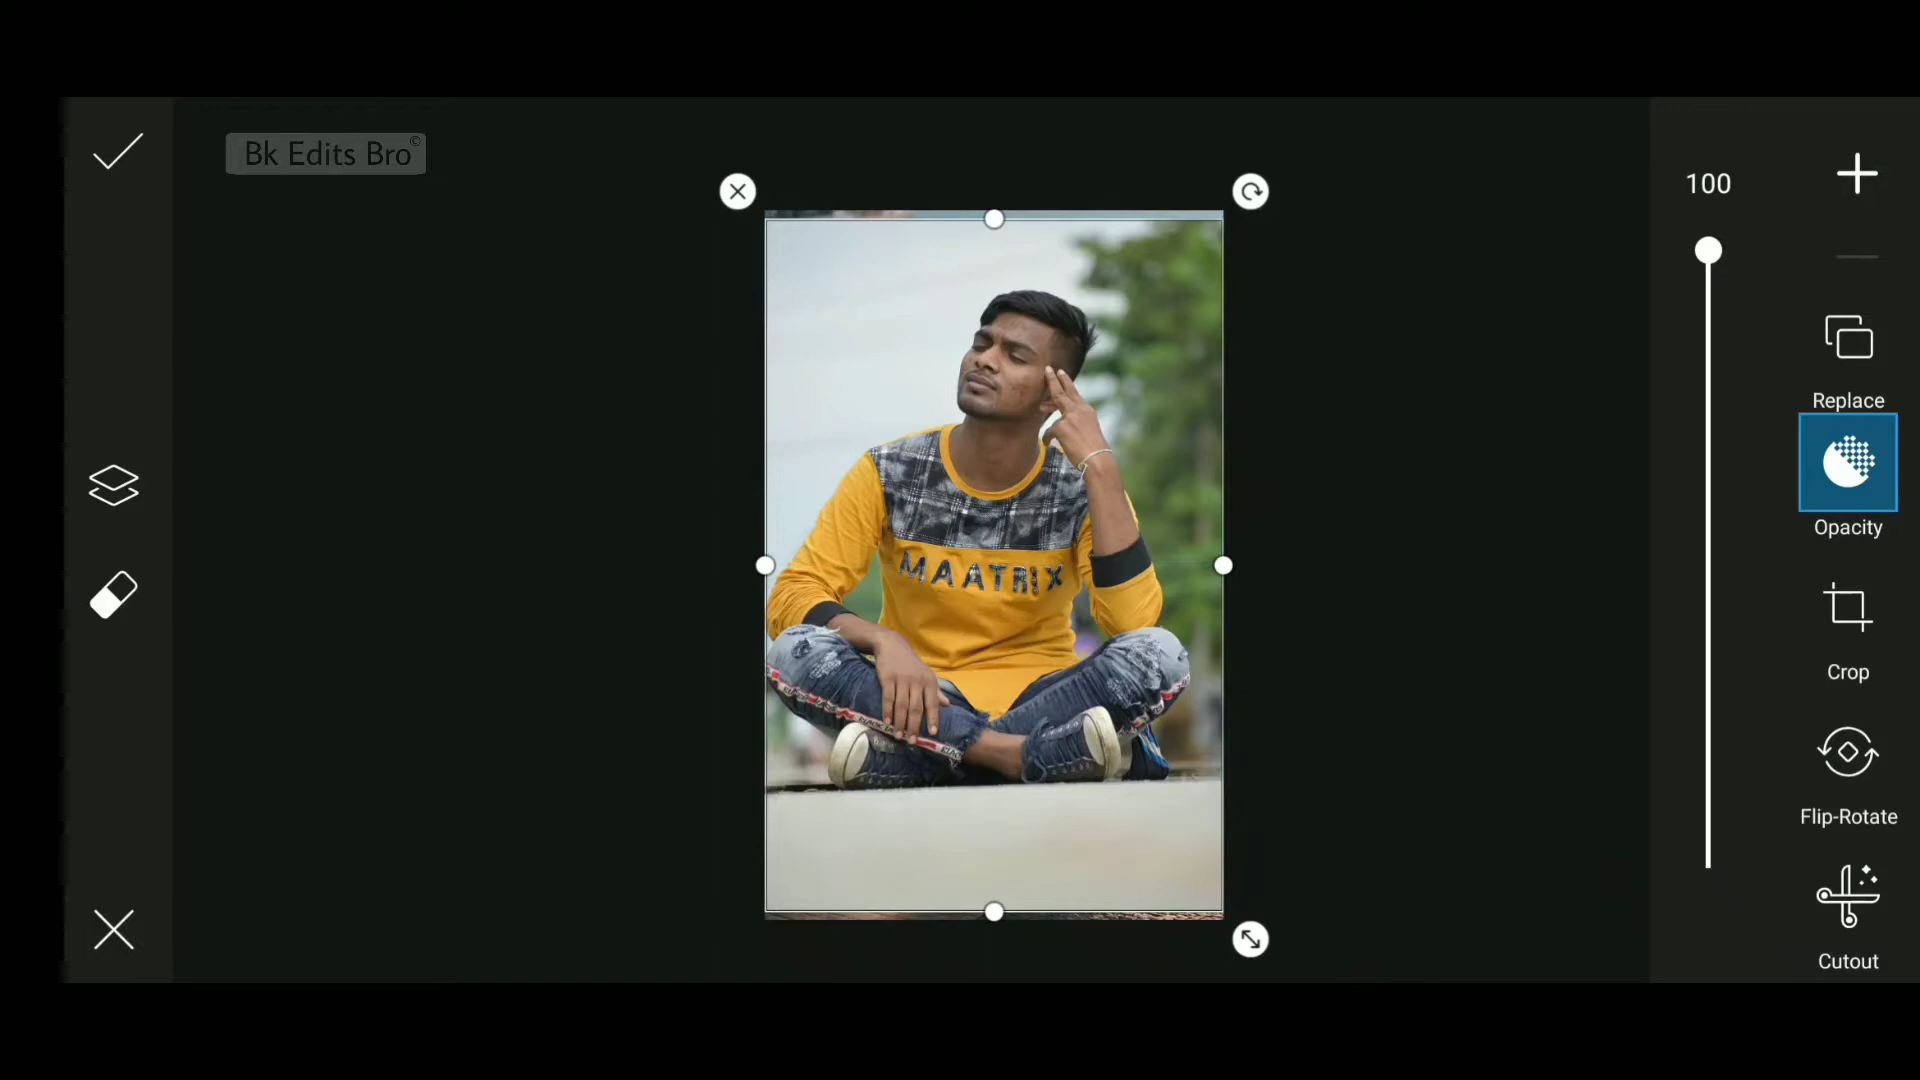 Bk Edits Bro©
100
Replace
Opacity
MAATRIX
Crop
Flip-Rotate
Cutout